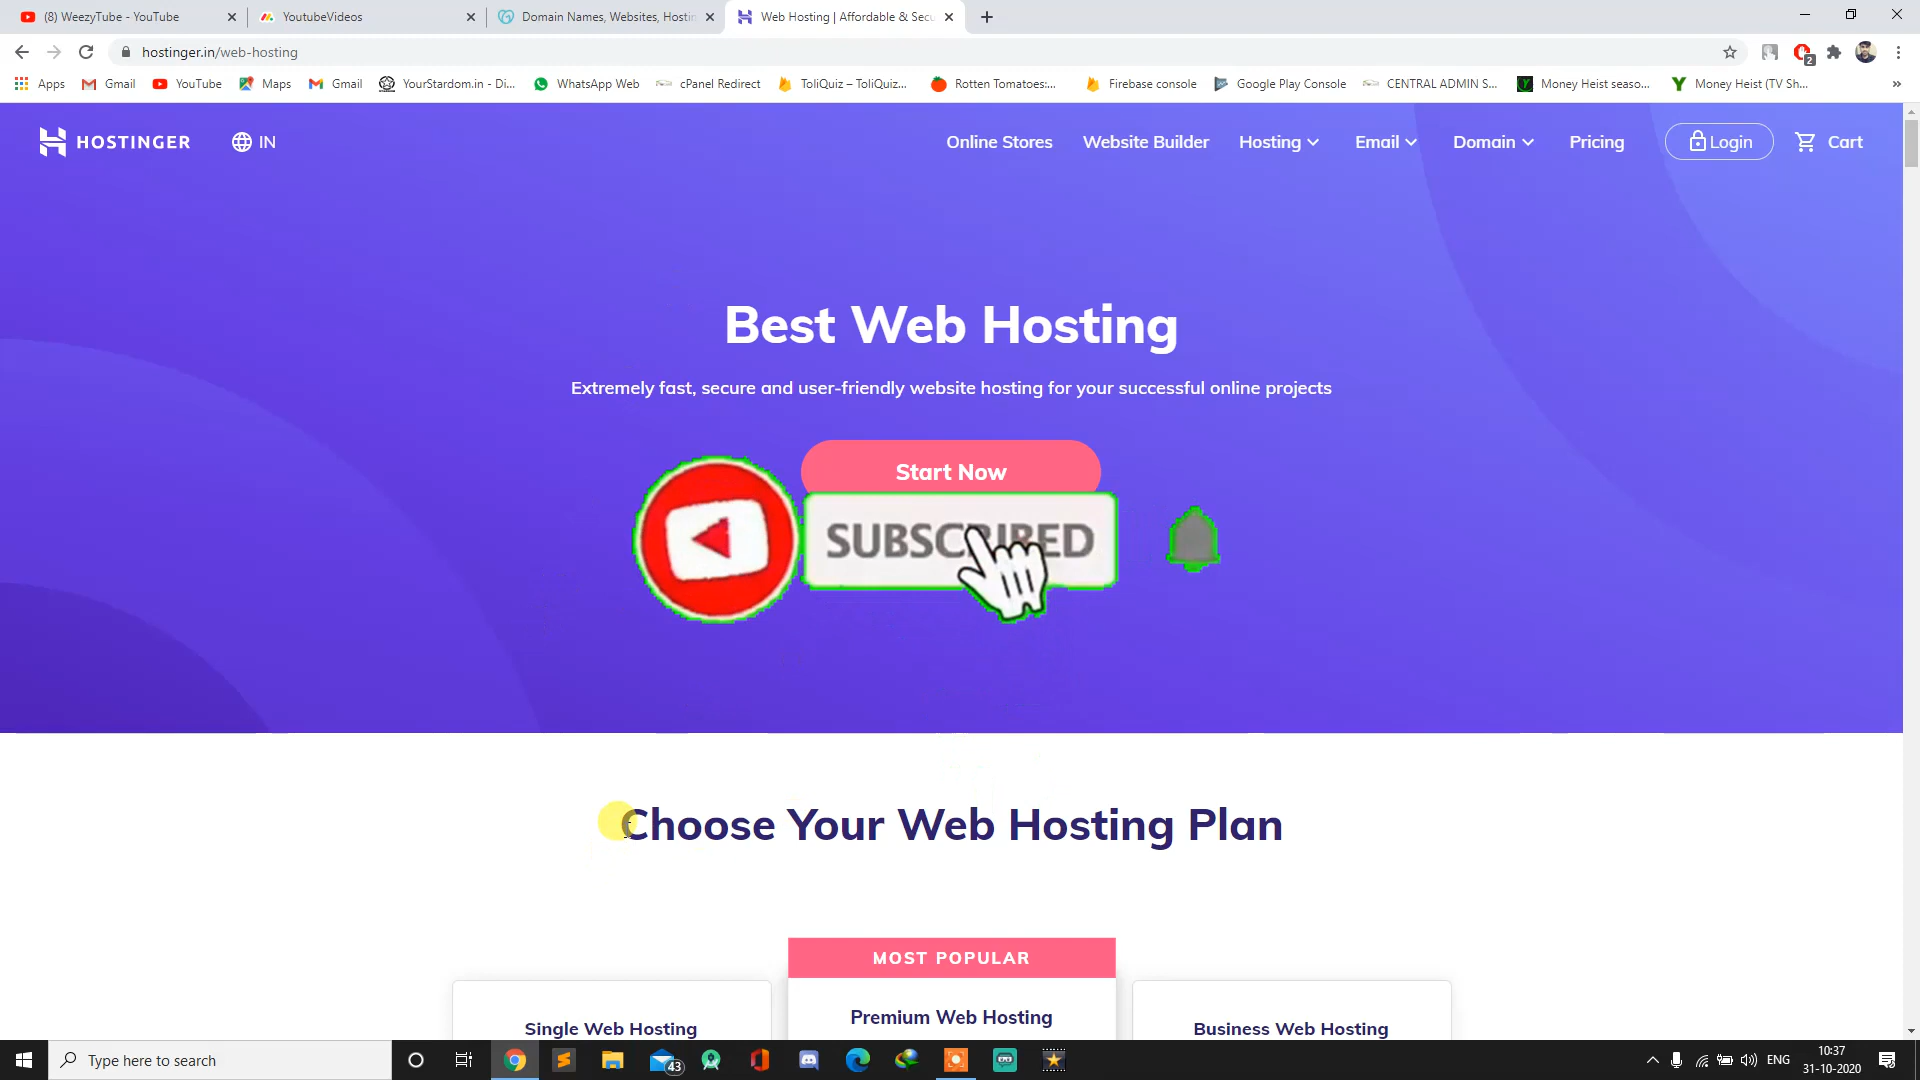 (8) WeezyTube - YouTube
YoutubeVideos
Domain Names, Websites, Hostin
Web Hosting | Affordable & Secu
hostinger.in/web-hosting
2
Apps
Gmail
YouTube
Maps
Gmail
YourStardom.in - Di...
WhatsApp Web
cPanel Redirect
ToliQuiz – ToliQuiz...
Rotten Tomatoes:...
Firebase console
Google Play Console
CENTRAL ADMIN S...
Money Heist seaso...
Money Heist (TV Sh...
HOSTINGER
IN
Online Stores
Website Builder
Hosting
Email
Domain
Pricing
Login
Cart
Best Web Hosting
Extremely fast, secure and user-friendly website hosting for your successful online projects
Start Now
SUBSCRIBED
Choose Your Web Hosting Plan
MOST POPULAR
Single Web Hosting
Premium Web Hosting
Business Web Hosting
Type here to search
43
ENG
10:37
31-10-2020